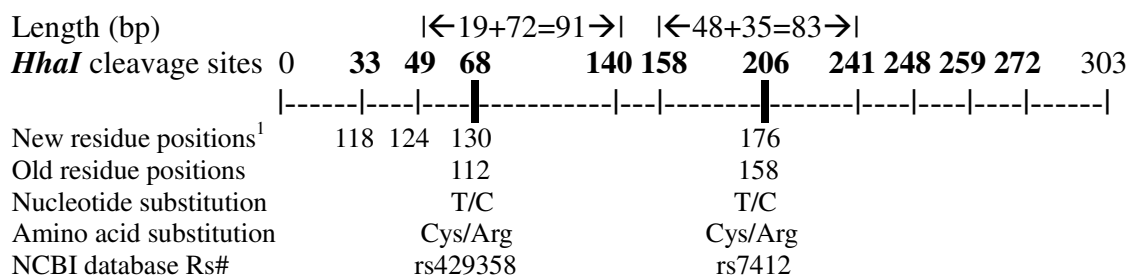 Length (bp) |←19+72=91→| |←48+35=83→|
HhaI cleavage sites 0 33 49 68 140 158 206 241 248 259 272 303
|------|----|----|-----------|---|--------|-------|----|----|----|------|
New residue positions1 118 124 130 176
Old residue positions 112 158
Nucleotide substitution T/C T/C
Amino acid substitution Cys/Arg Cys/Arg
NCBI database Rs# rs429358 rs7412